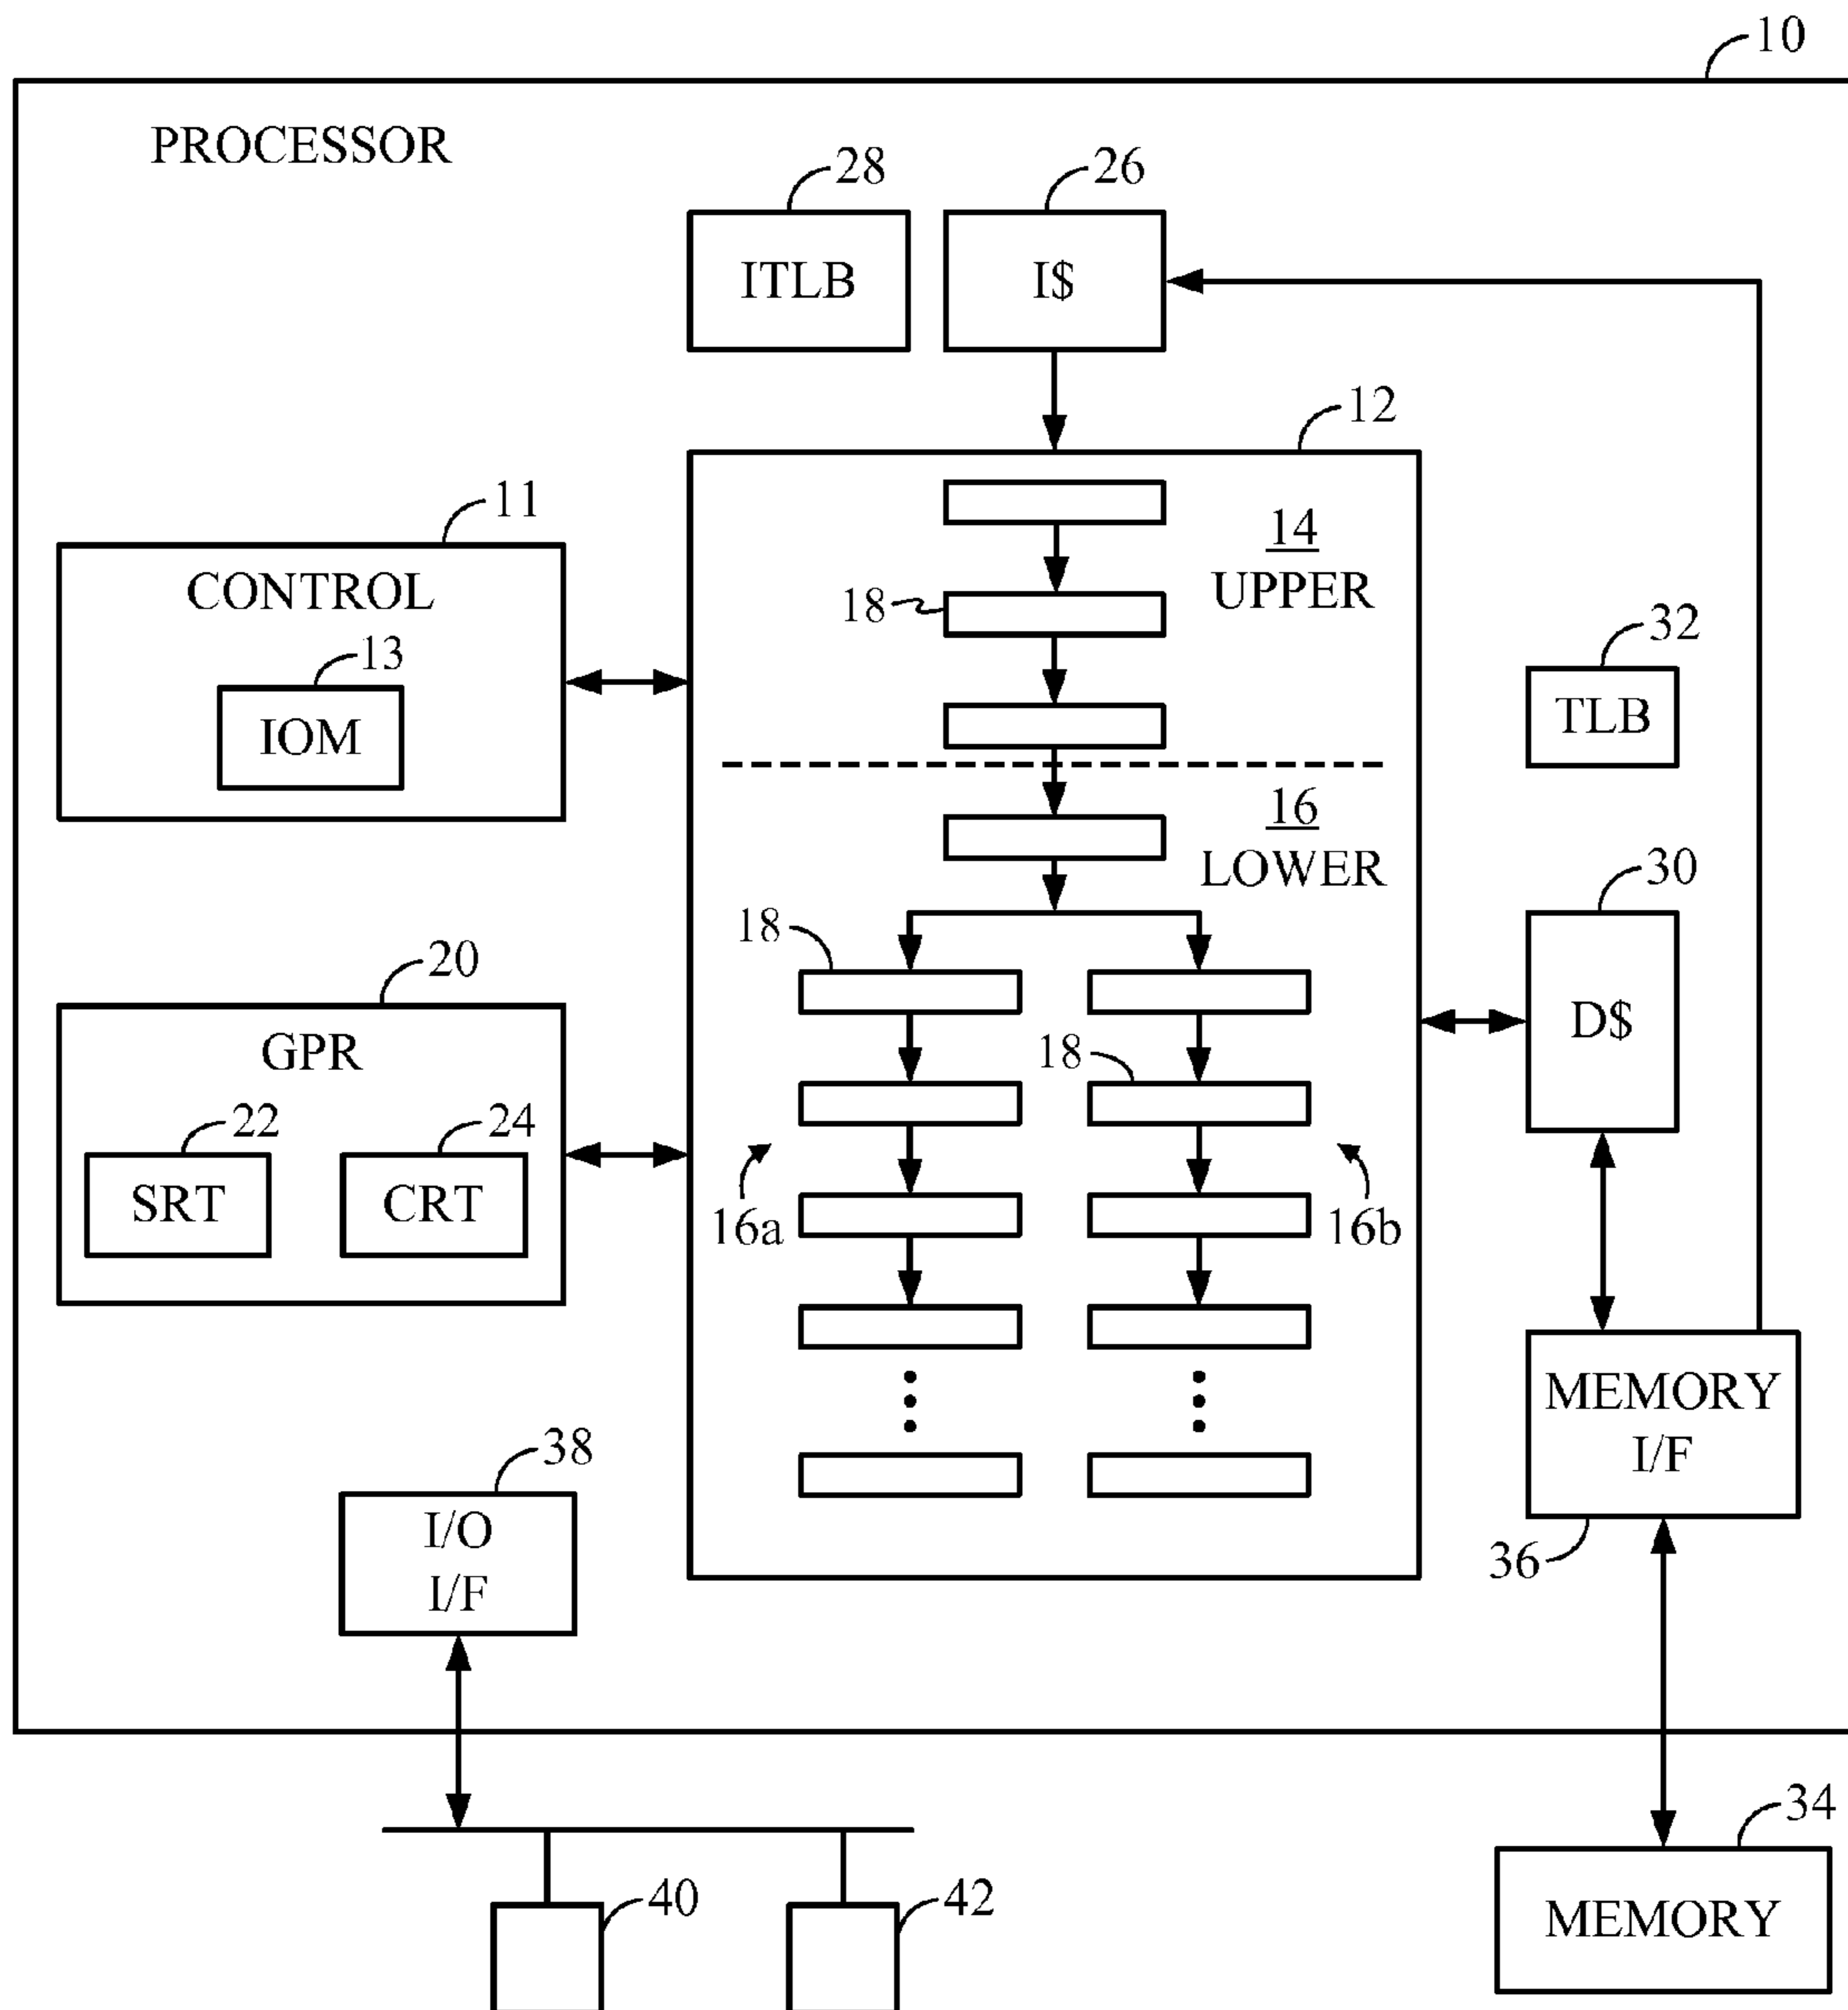 10
PROCESSOR
28
26
ITLB
I$
12
11
CONTROL
14
UPPER
18
13
IOM
32
TLB
16
LOWER
30
18
20
GPR
D$
18
22
24
SRT
CRT
16a
16b
MEMORY
I/F
38
I/O
I/F
36
34
40
42
MEMORY